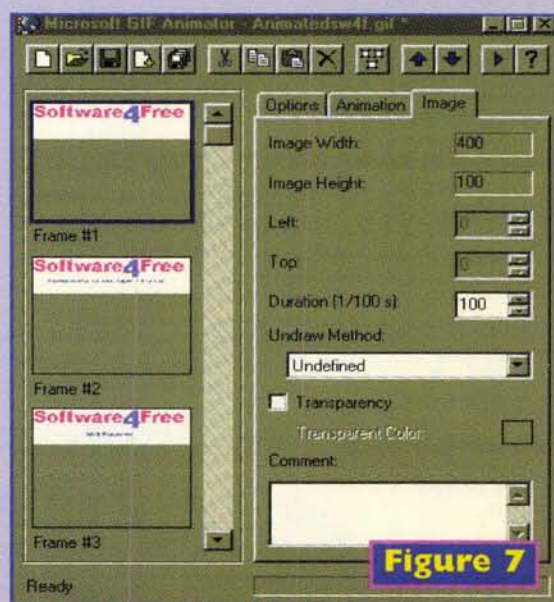 Microsoft GIF Animator - Animatedsw4f.gif *
Options Animation Image
Software4Free
Frame #1
Software4Free
Frame #2
Software4Free
Frame #3
Image Width: 400
Image Height: 100
Left: 0
Top: 0
Duration (1/100 s): 100
Undraw Method:
Undefined
Transparency
Transparent Color:
Comment:
Figure 7
Ready